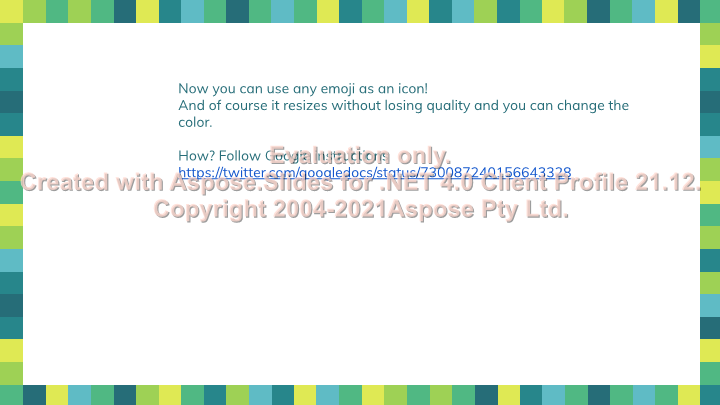 Now you can use any emoji as an icon!
And of course it resizes without losing quality and you can change the
color.
How? Follow Google instructions
https://twitter.com/googledocs/status/730087240156643328
Evaluation only.
Created with Aspose.Slides for .NET 4.0 Client Profile 21.12.
Copyright 2004-2021Aspose Pty Ltd.